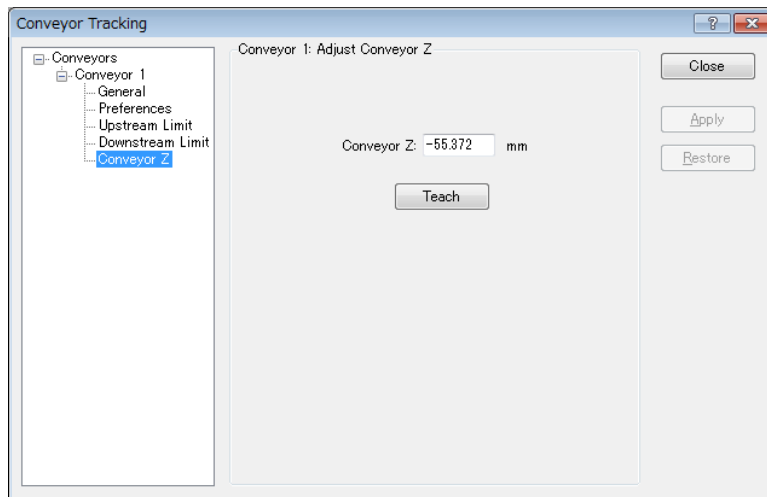 Conveyor Tracking
?
Conveyors
Conveyor 1
General
Preferences
Upstream Limit
Downstream Limit
Conveyor Z
Conveyor 1: Adjust Conveyor Z
Conveyor Z: -55.372 mm
Teach
Close
Apply
Restore